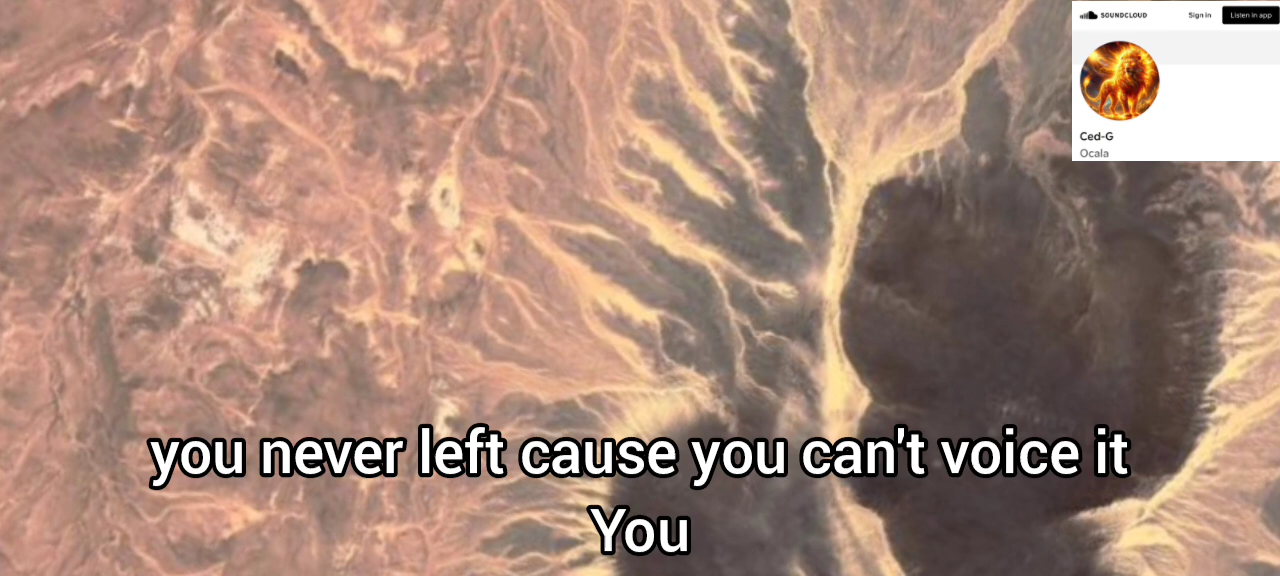 SOUNDCLOUD
Sign in
Listen in app
Ced-G
Ocala
you never left cause you can't voice it
You